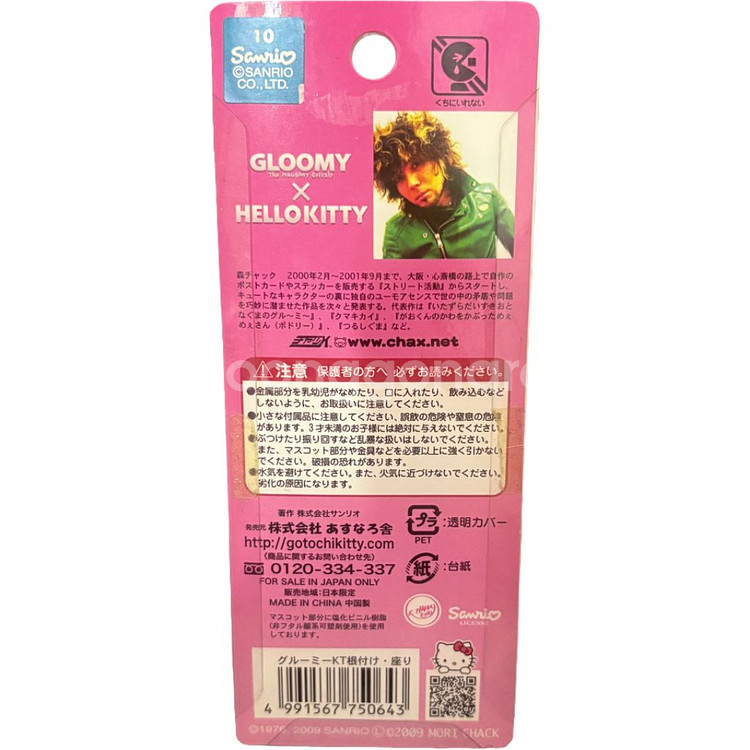 10
Sanrio
©SANRIO
CO., LTD.
くちにいれない
GLOOMY
The Naughty Grizzly
×
HELLO KITTY
森チャック 2000年2月～2001年9月まで、大阪・心斎橋の路上で自作の
ポストカードやステッカーを販売する『ストリート活動』からスタートし、
キュートなキャラクターの裏に独自のユーモアセンスで世の中の矛盾や問題
を巧妙に潜ませた作品を次々と発表する。代表作は『いたずらだいすきおと
なぐまのグル～ミ～』、『クマキカイ』、『がおくんのかわをかぶっためぇ
めぇさん（ポドリー）』、『つるしぐま』など。
www.chax.net
注意 保護者の方へ 必ずお読みください。
●金属部分を乳幼児がなめたり、口に入れたり、飲み込むなど
しないように、お取扱いに注意してください。
●小さな付属品に注意してください、誤飲の危険や窒息の危険
があります。3才未満のお子様には絶対に与えないでください。
●ぶつけたり振り回すなど乱暴な扱いはしないでください。
また、マスコット部分や金具などを必要以上に強く引かない
でください。破損の恐れがあります。
●水気を避けてください。また、火気に近づけないでください。
劣化の原因になります。
著作 株式会社サンリオ
発売元 株式会社 あすなろ舎
http://gotochikitty.com
〈商品に関するお問い合わせ先〉
0120-334-337
FOR SALE IN JAPAN ONLY
販売地域:日本限定
MADE IN CHINA 中国製
マスコット部分に塩化ビニル樹脂
(非フタル酸系可塑剤使用)を使用
しております。
プラ
:透明カバー
PET
紙
:台紙
Sanrio
LICENSE
グルーミーKT根付け・座り
4 991567 750643
©1976, 2009 SANRIO ©2009 MORI CHACK